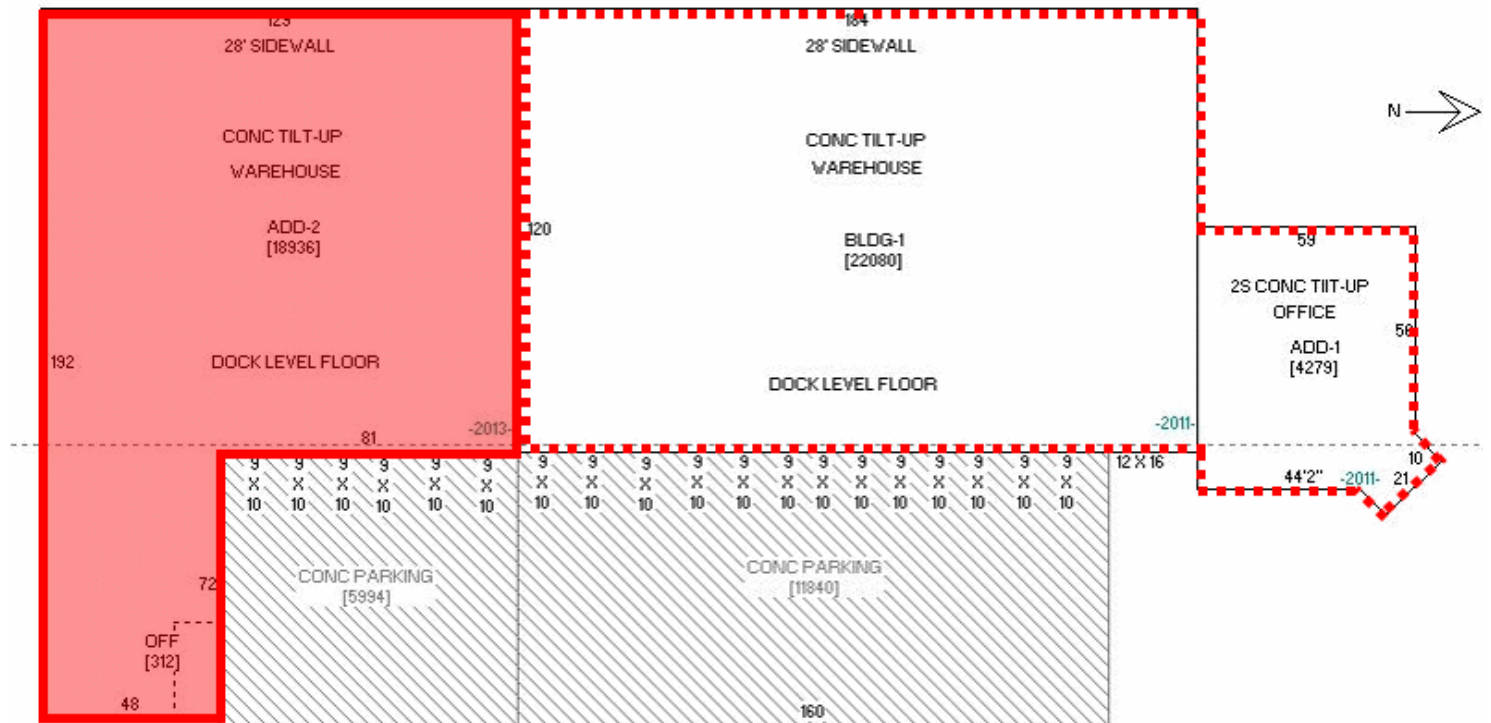 129
28' SIDEWALL
CONC TILT-UP
WAREHOUSE
ADD-2
[18936]
192
DOCK LEVEL FLOOR
-2013-
81
184
28' SIDEWALL
CONC TILT-UP
WAREHOUSE
120
BLDG-1
[22080]
DOCK LEVEL FLOOR
-2011-
N
59
2S CONC TIIT-UP
OFFICE
56
ADD-1
[4279]
10
44'2"
-2011-
21
12 X 16
9 9 9 9 9 9 9 9 9 9 9 9 9 9 9 9 9
X X X X X X X X X X X X X X X X X
10 10 10 10 10 10 10 10 10 10 10 10 10 10 10 10 10
CONC PARKING
[5994]
CONC PARKING
[11840]
72
OFF
[312]
48
160